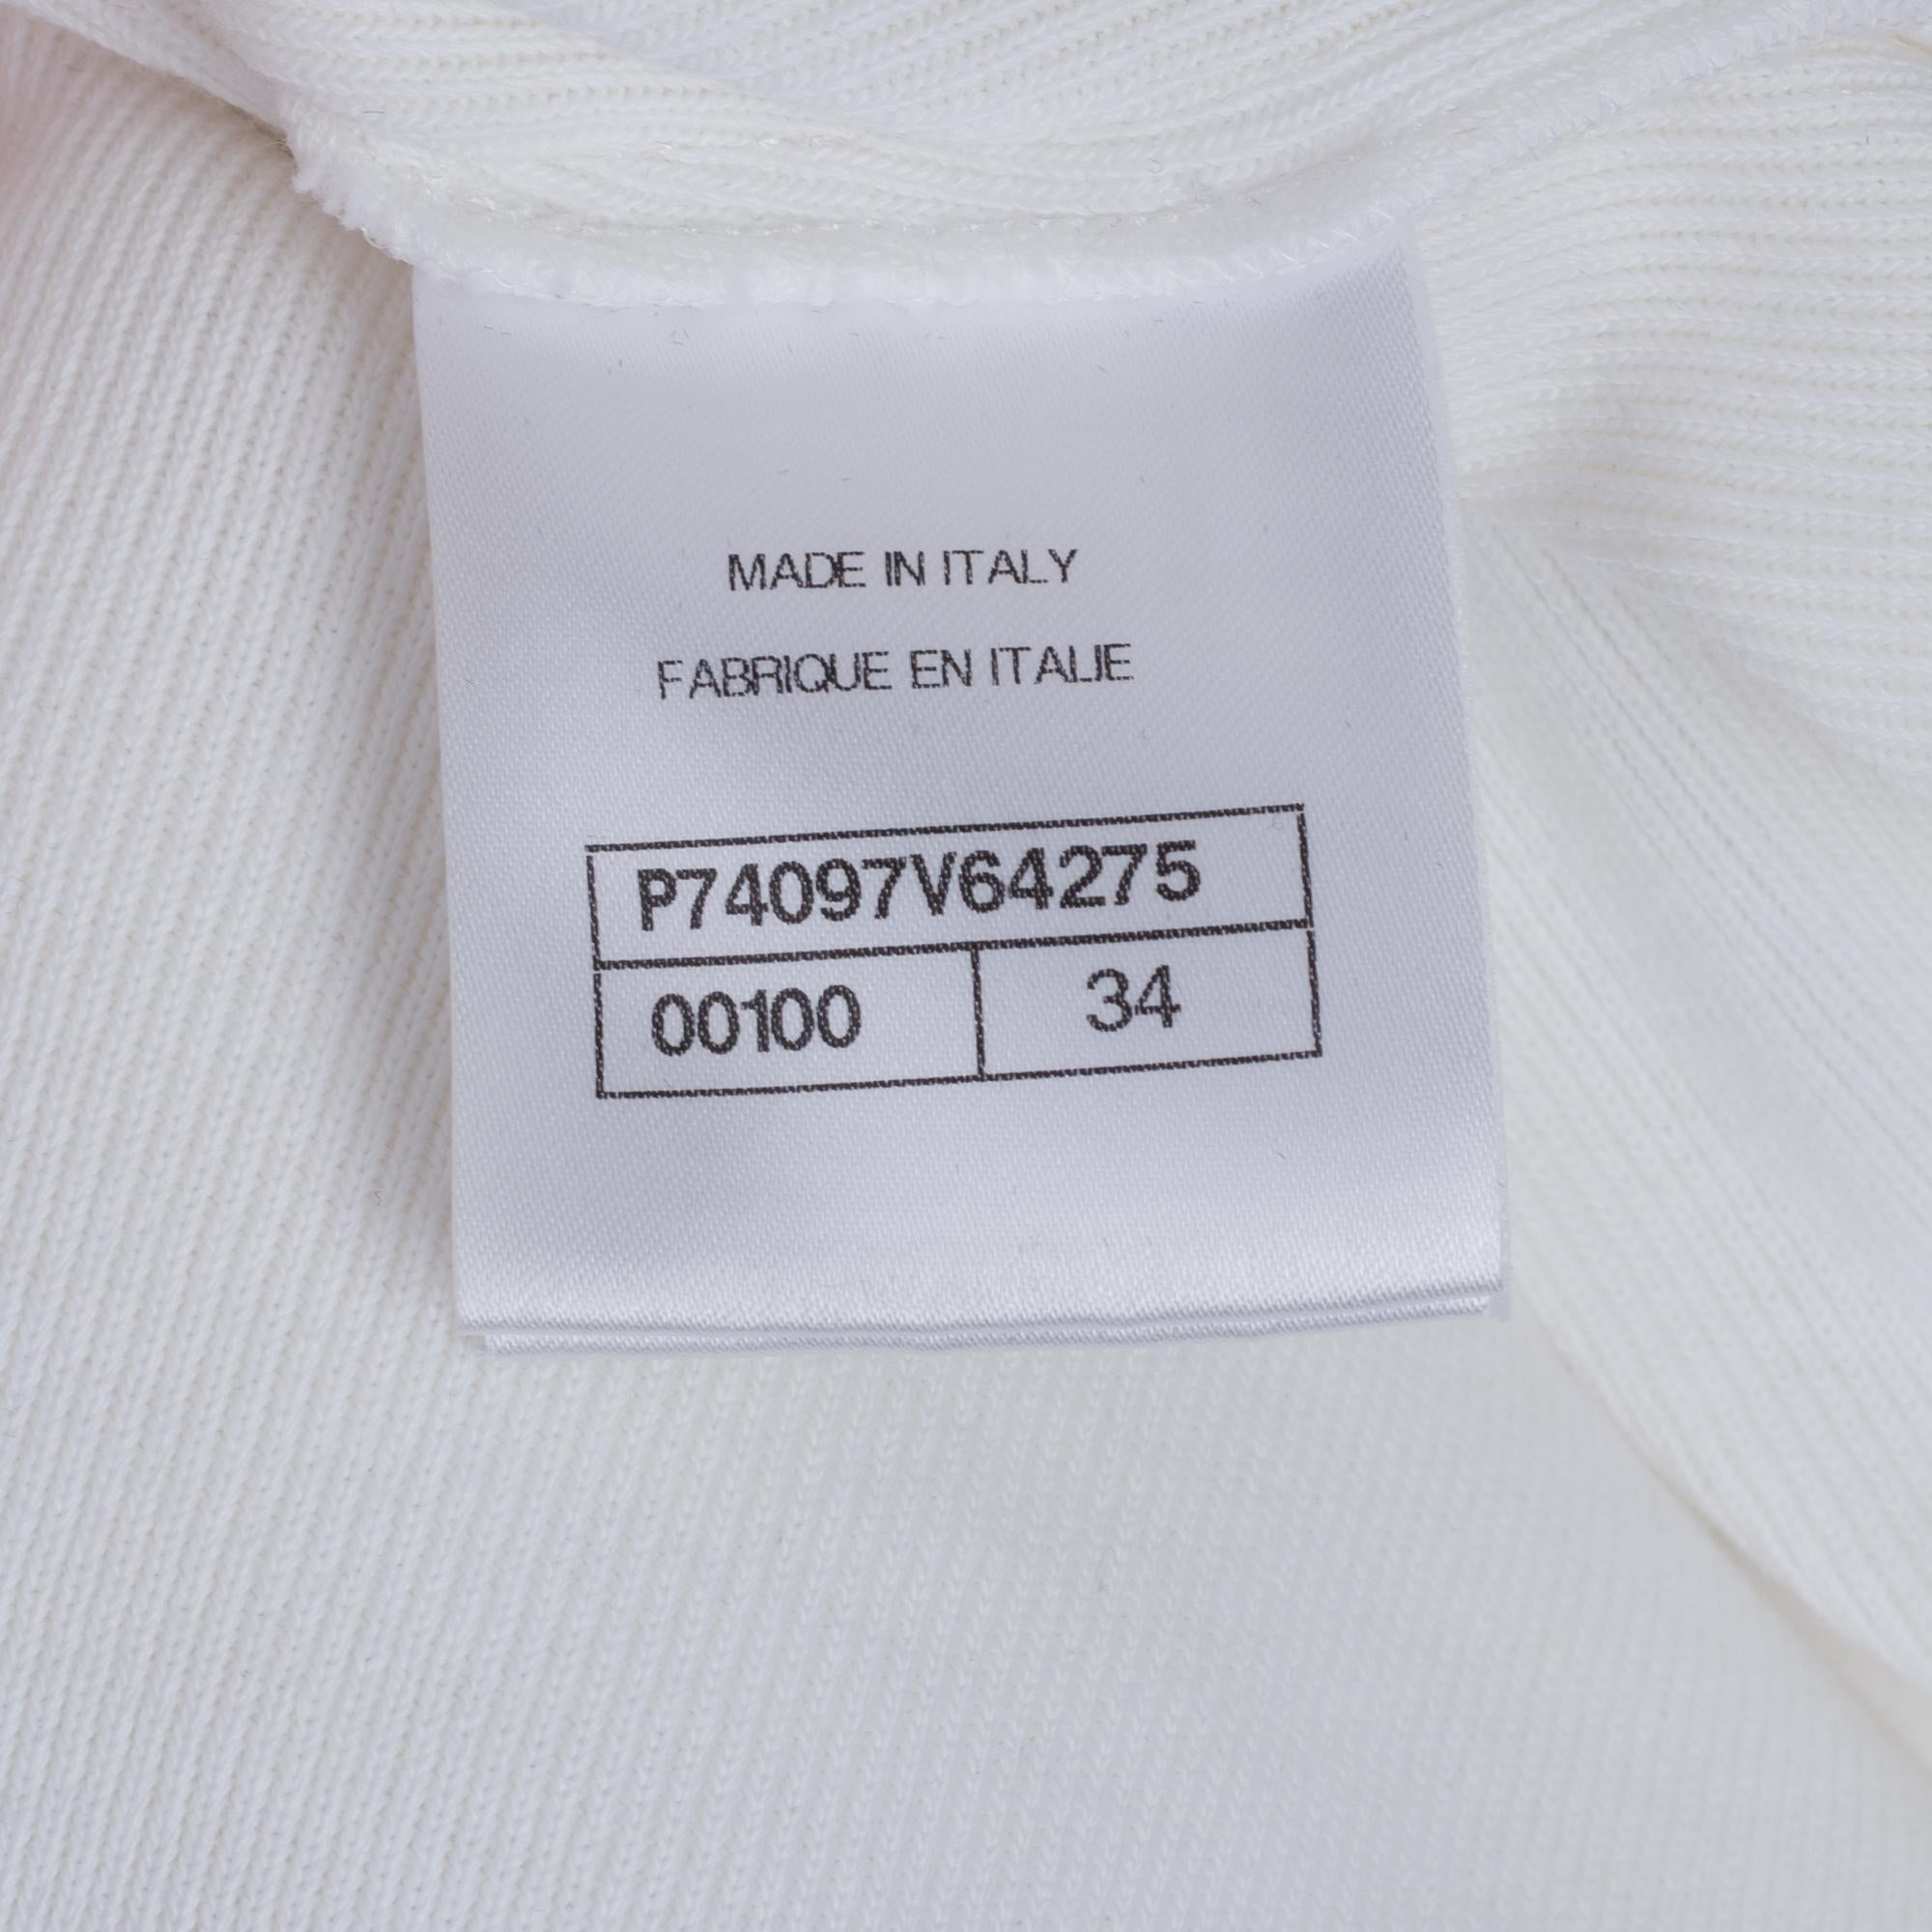 MADE IN ITALY
FABRIQUE EN ITALIE
P74097V64275
00100 34